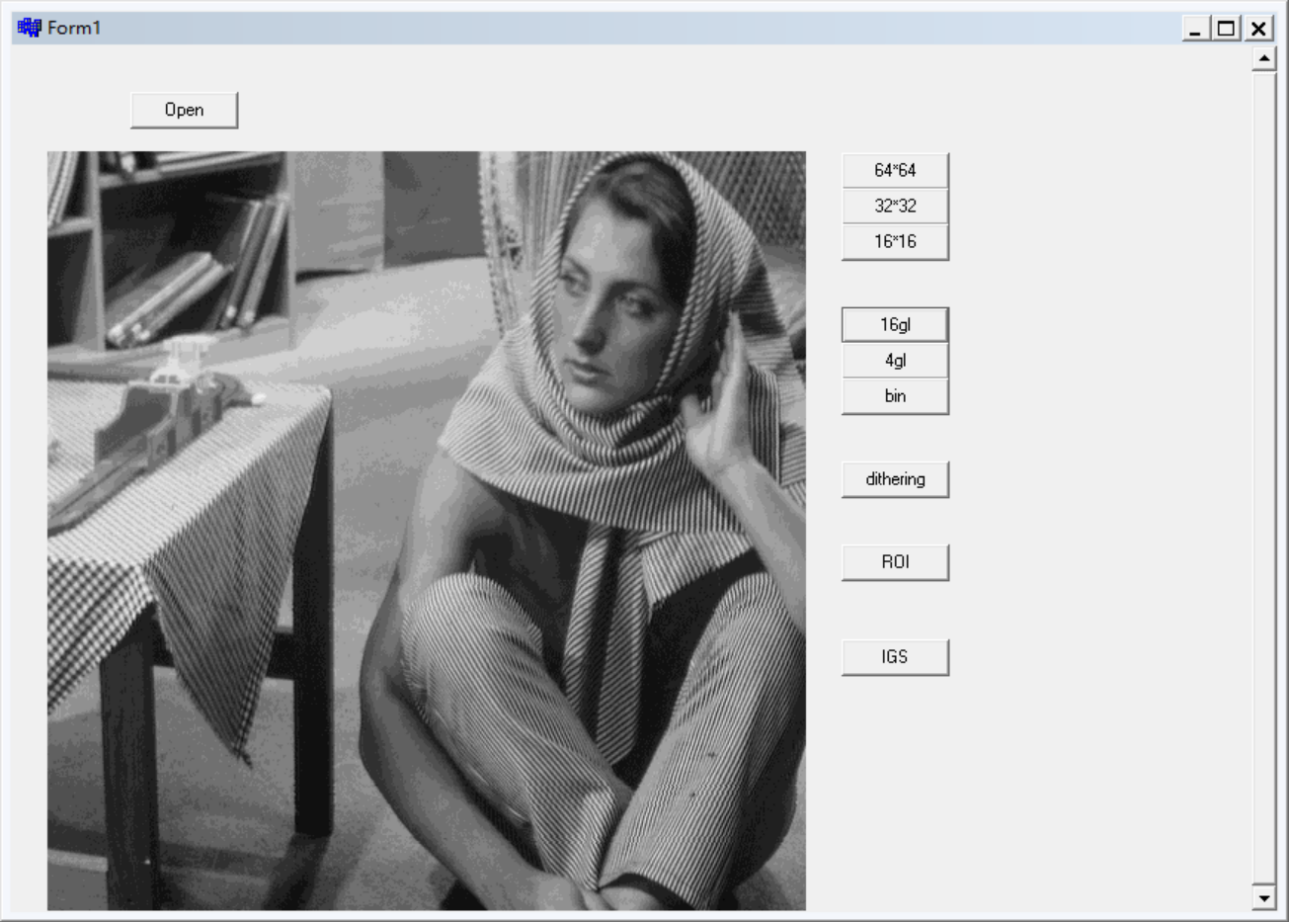 Form1
Open
64*64
32*32
16*16
16gl
4gl
bin
dithering
ROI
IGS